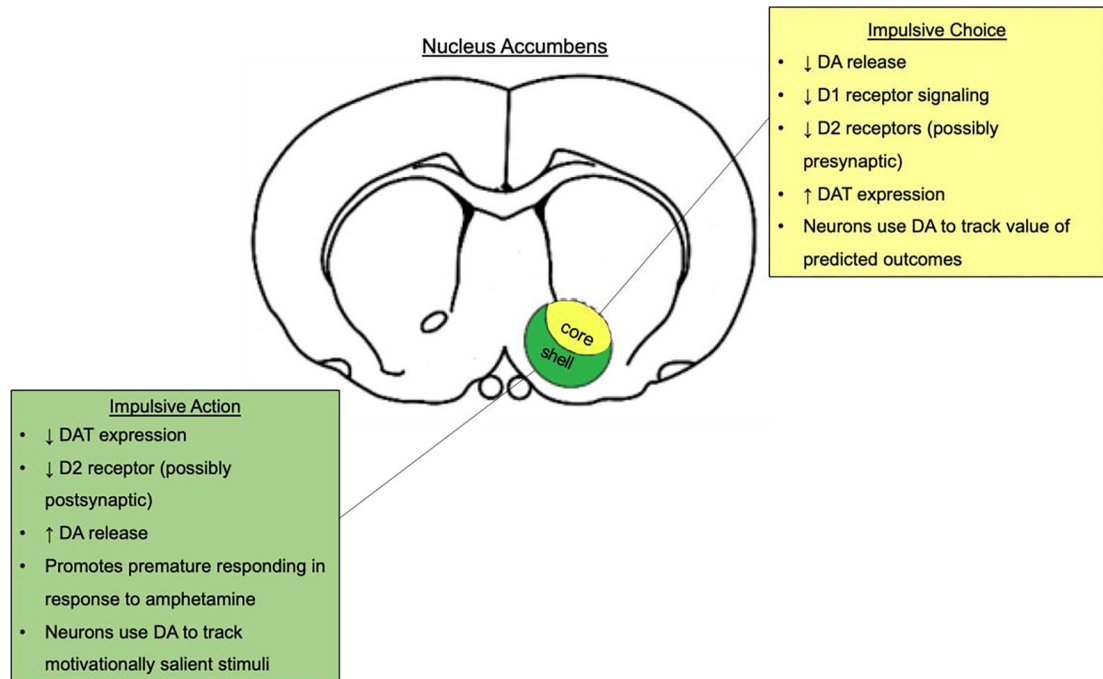 Nucleus Accumbens
Impulsive Choice
• ↓ DA release
• ↓ D1 receptor signaling
• ↓ D2 receptors (possibly
presynaptic)
• ↑ DAT expression
• Neurons use DA to track value of
predicted outcomes
core
shell
Impulsive Action
• ↓ DAT expression
• ↓ D2 receptor (possibly
postsynaptic)
• ↑ DA release
• Promotes premature responding in
response to amphetamine
• Neurons use DA to track
motivationally salient stimuli